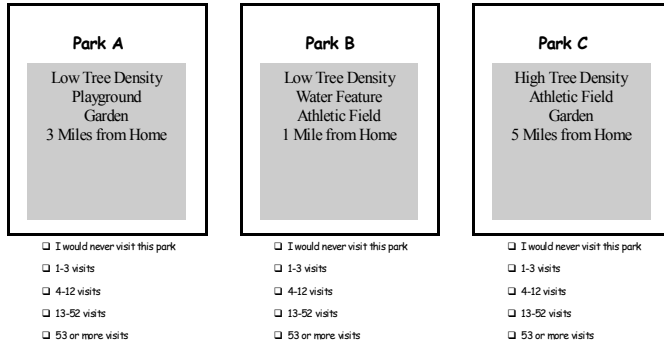 Park A
Low Tree Density
Playground
Garden
3 Miles from Home
❑ I would never visit this park
❑ 1-3 visits
❑ 4-12 visits
❑ 13-52 visits
❑ 53 or more visits
Park B
Low Tree Density
Water Feature
Athletic Field
1 Mile from Home
❑ I would never visit this park
❑ 1-3 visits
❑ 4-12 visits
❑ 13-52 visits
❑ 53 or more visits
Park C
High Tree Density
Athletic Field
Garden
5 Miles from Home
❑ I would never visit this park
❑ 1-3 visits
❑ 4-12 visits
❑ 13-52 visits
❑ 53 or more visits